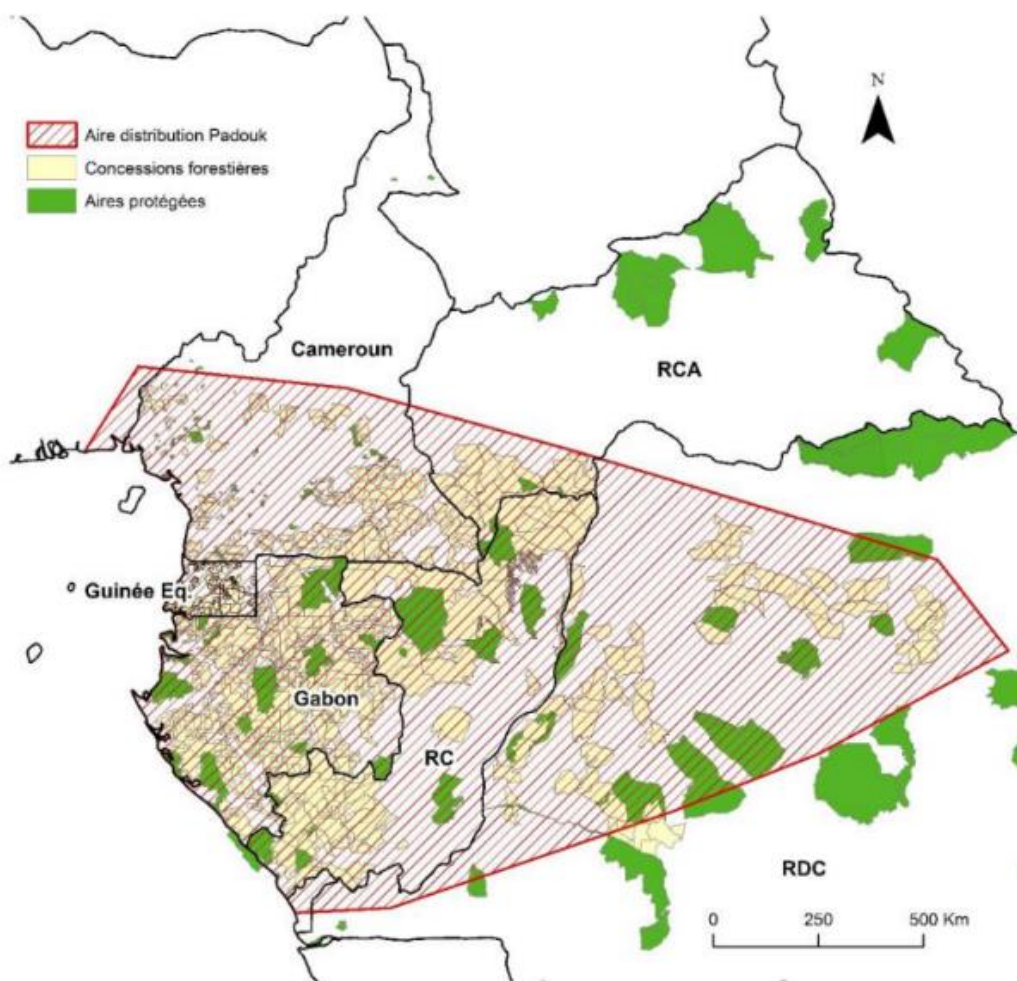 N
Aire distribution Padouk
Concessions forestières
Aires protégées
Cameroun
RCA
Guinée Eq.
Gabon
RC
RDC
0 250 500 Km